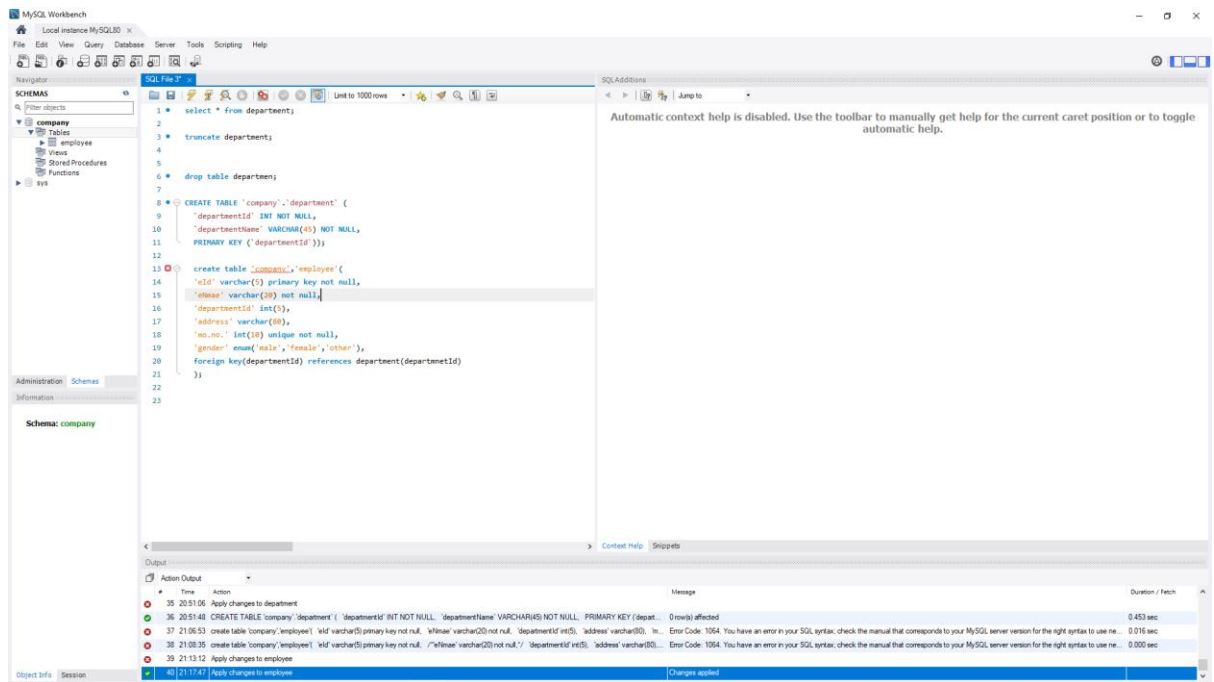 MySQL Workbench
Local instance MySQL80 ×
File Edit View Query Database Server Tools Scripting Help
Navigator
SCHEMAS
Filter objects
company
Tables
employee
Views
Stored Procedures
Functions
sys
Administration Schemas
Information
Schema: company
Object Info Session
SQL File 3* ×
Limit to 1000 rows
1 select * from department;
2
3 truncate department;
4
5
6 drop table departmen;
7
8 CREATE TABLE `company`.`department` (
9 `departmentId` INT NOT NULL,
10 `departmentName` VARCHAR(45) NOT NULL,
11 PRIMARY KEY (`departmentId`));
12
13 create table 'company','employee'(
14 'eId' varchar(5) primary key not null,
15 'eNmae' varchar(20) not null,
16 'departmentId' int(5),
17 'address' varchar(80),
18 'mo.no.' int(10) unique not null,
19 'gender' enum('male','female','other'),
20 foreign key(departmentId) references department(departmnetId)
21 );
22
23
SQL Additions
Jump to
Automatic context help is disabled. Use the toolbar to manually get help for the current caret position or to toggle
automatic help.
Context Help Snippets
Output
Action Output
# Time Action Message Duration / Fetch
35 20:51:06 Apply changes to department
36 20:51:48 CREATE TABLE `company`.`department` ( `departmentId` INT NOT NULL, `departmentName` VARCHAR(45) NOT NULL, PRIMARY KEY (`depart... 0 row(s) affected 0.453 sec
37 21:06:53 create table 'company','employee'( 'eId' varchar(5) primary key not null, 'eNmae' varchar(20) not null, 'departmentId' int(5), 'address' varchar(80), 'm... Error Code: 1064. You have an error in your SQL syntax; check the manual that corresponds to your MySQL server version for the right syntax to use ne... 0.016 sec
38 21:08:35 create table 'company','employee'( 'eId' varchar(5) primary key not null, /*'eNmae' varchar(20) not null,*/ 'departmentId' int(5), 'address' varchar(80),... Error Code: 1064. You have an error in your SQL syntax; check the manual that corresponds to your MySQL server version for the right syntax to use ne... 0.000 sec
39 21:13:12 Apply changes to employee
40 21:17:47 Apply changes to employee Changes applied